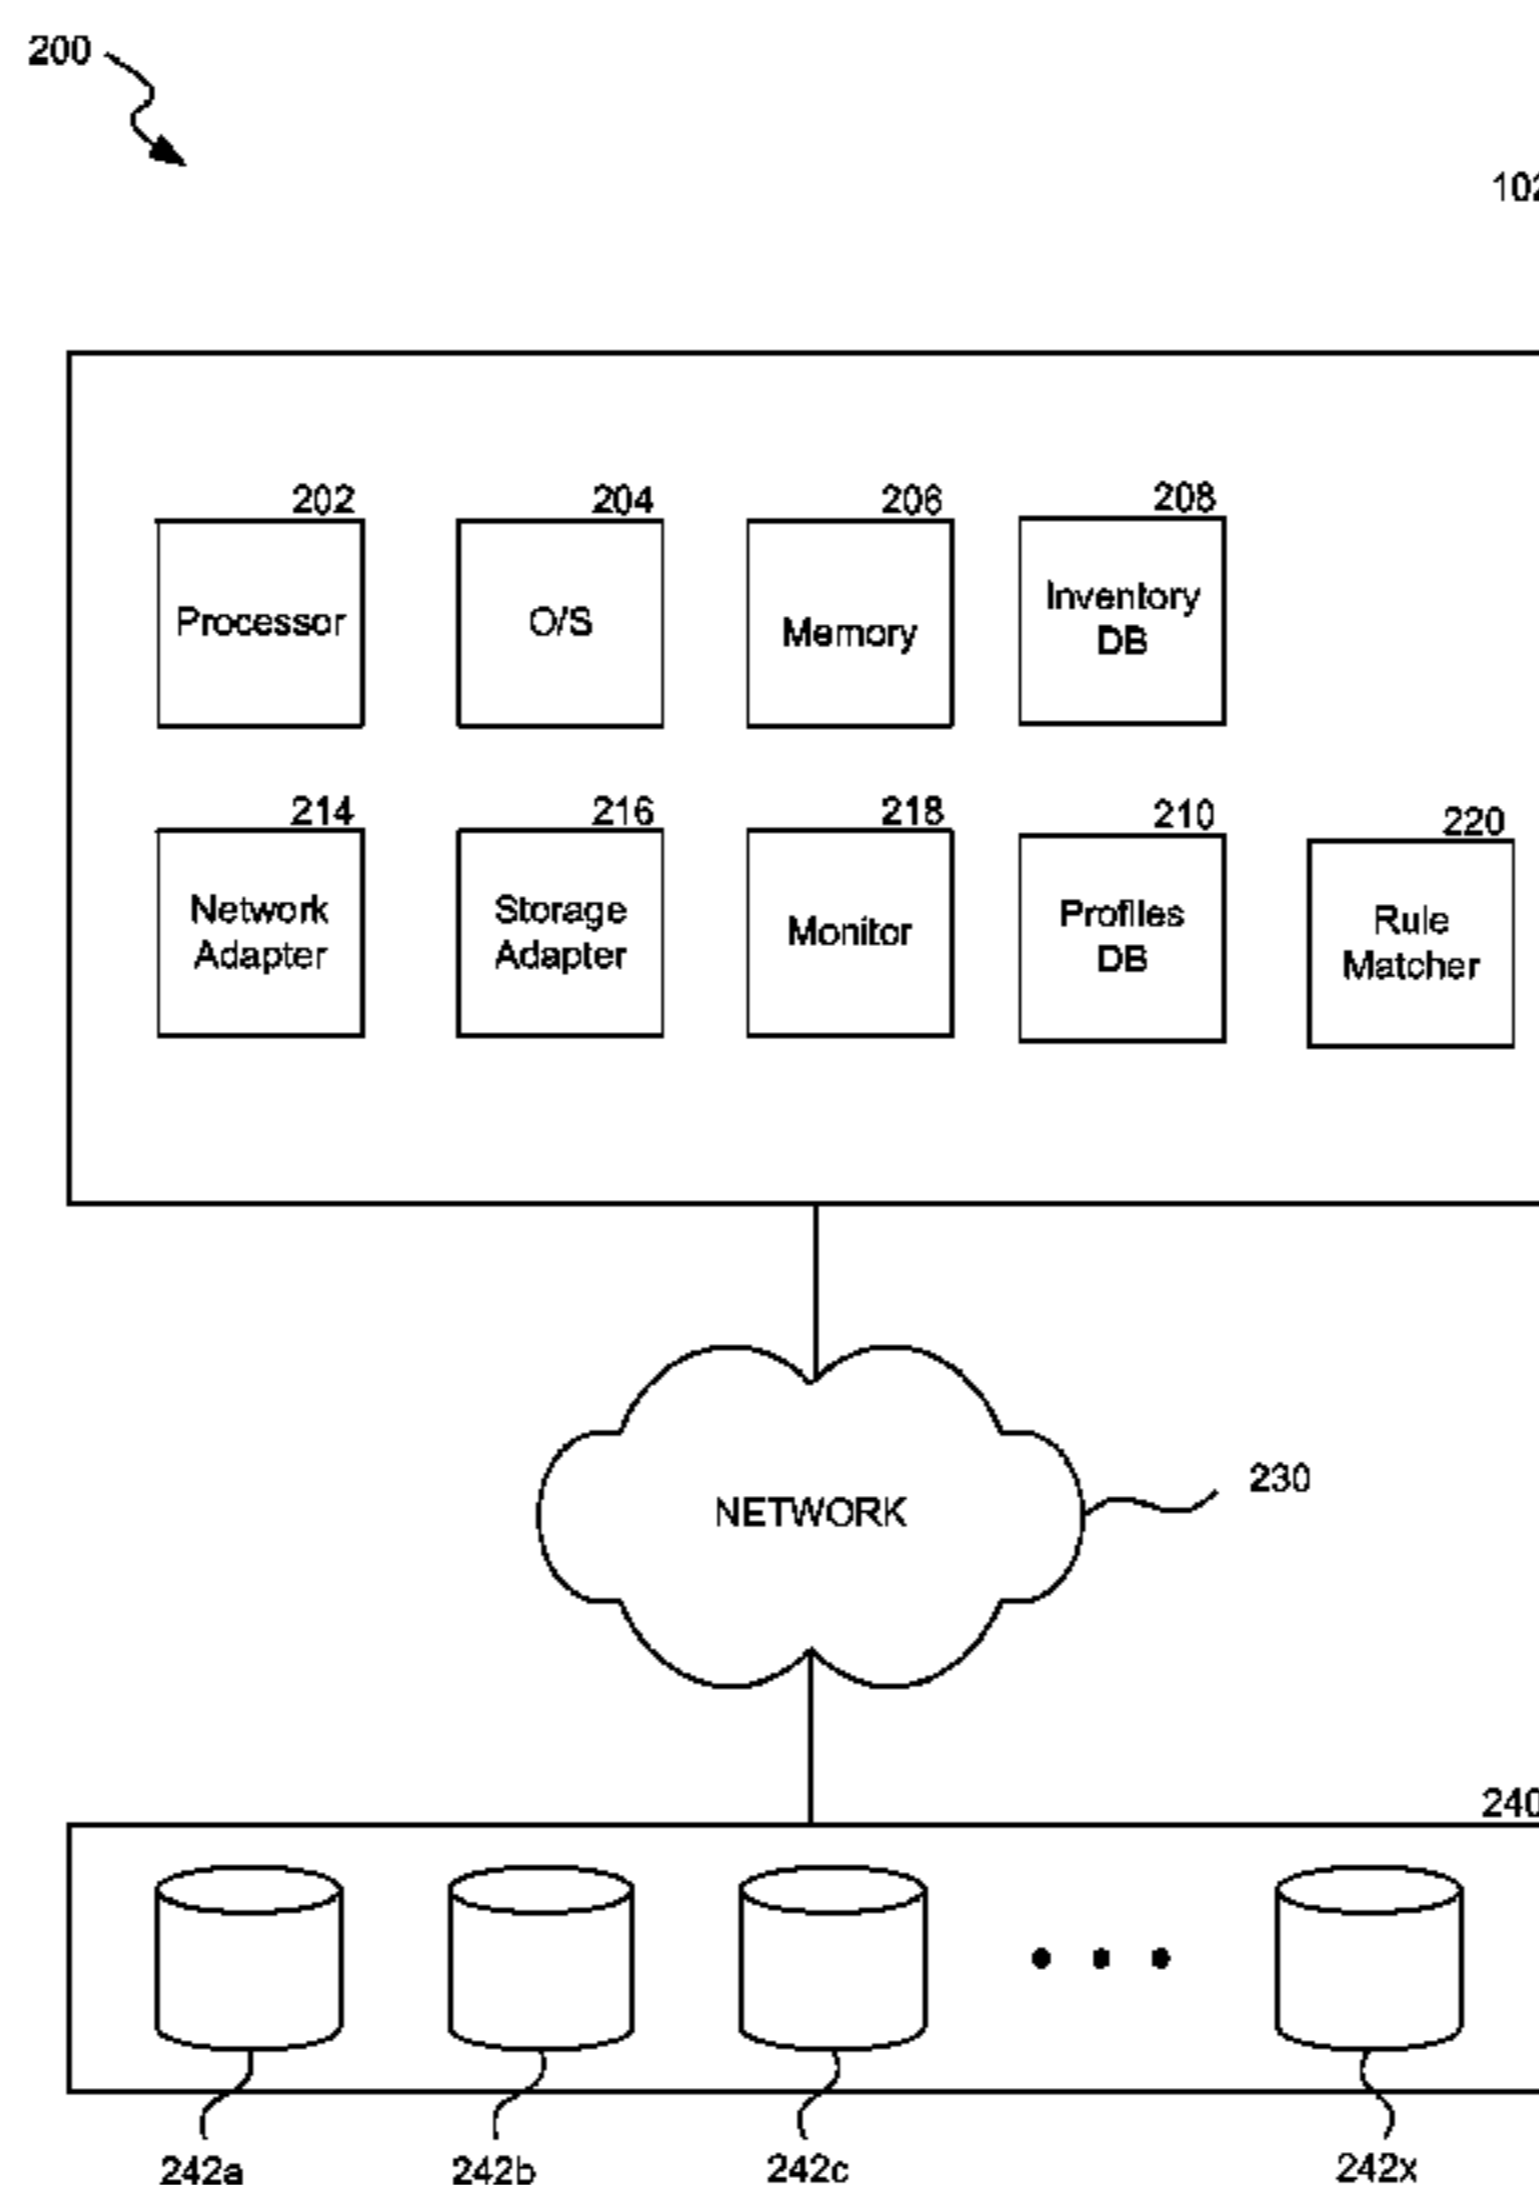 200
102
202 204 206 208
Processor O/S Memory Inventory DB
214 216 218 210 220
Network Adapter Storage Adapter Monitor Profiles DB Rule Matcher
NETWORK 230
240
242a 242b 242c 242x